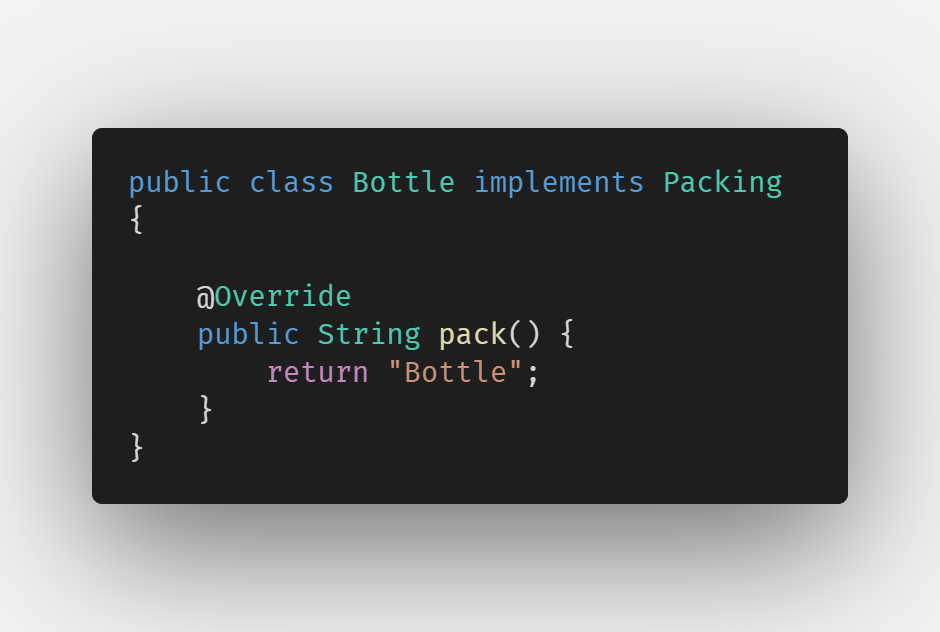 public class Bottle implements Packing
{
@Override
public String pack() {
return "Bottle";
}
}